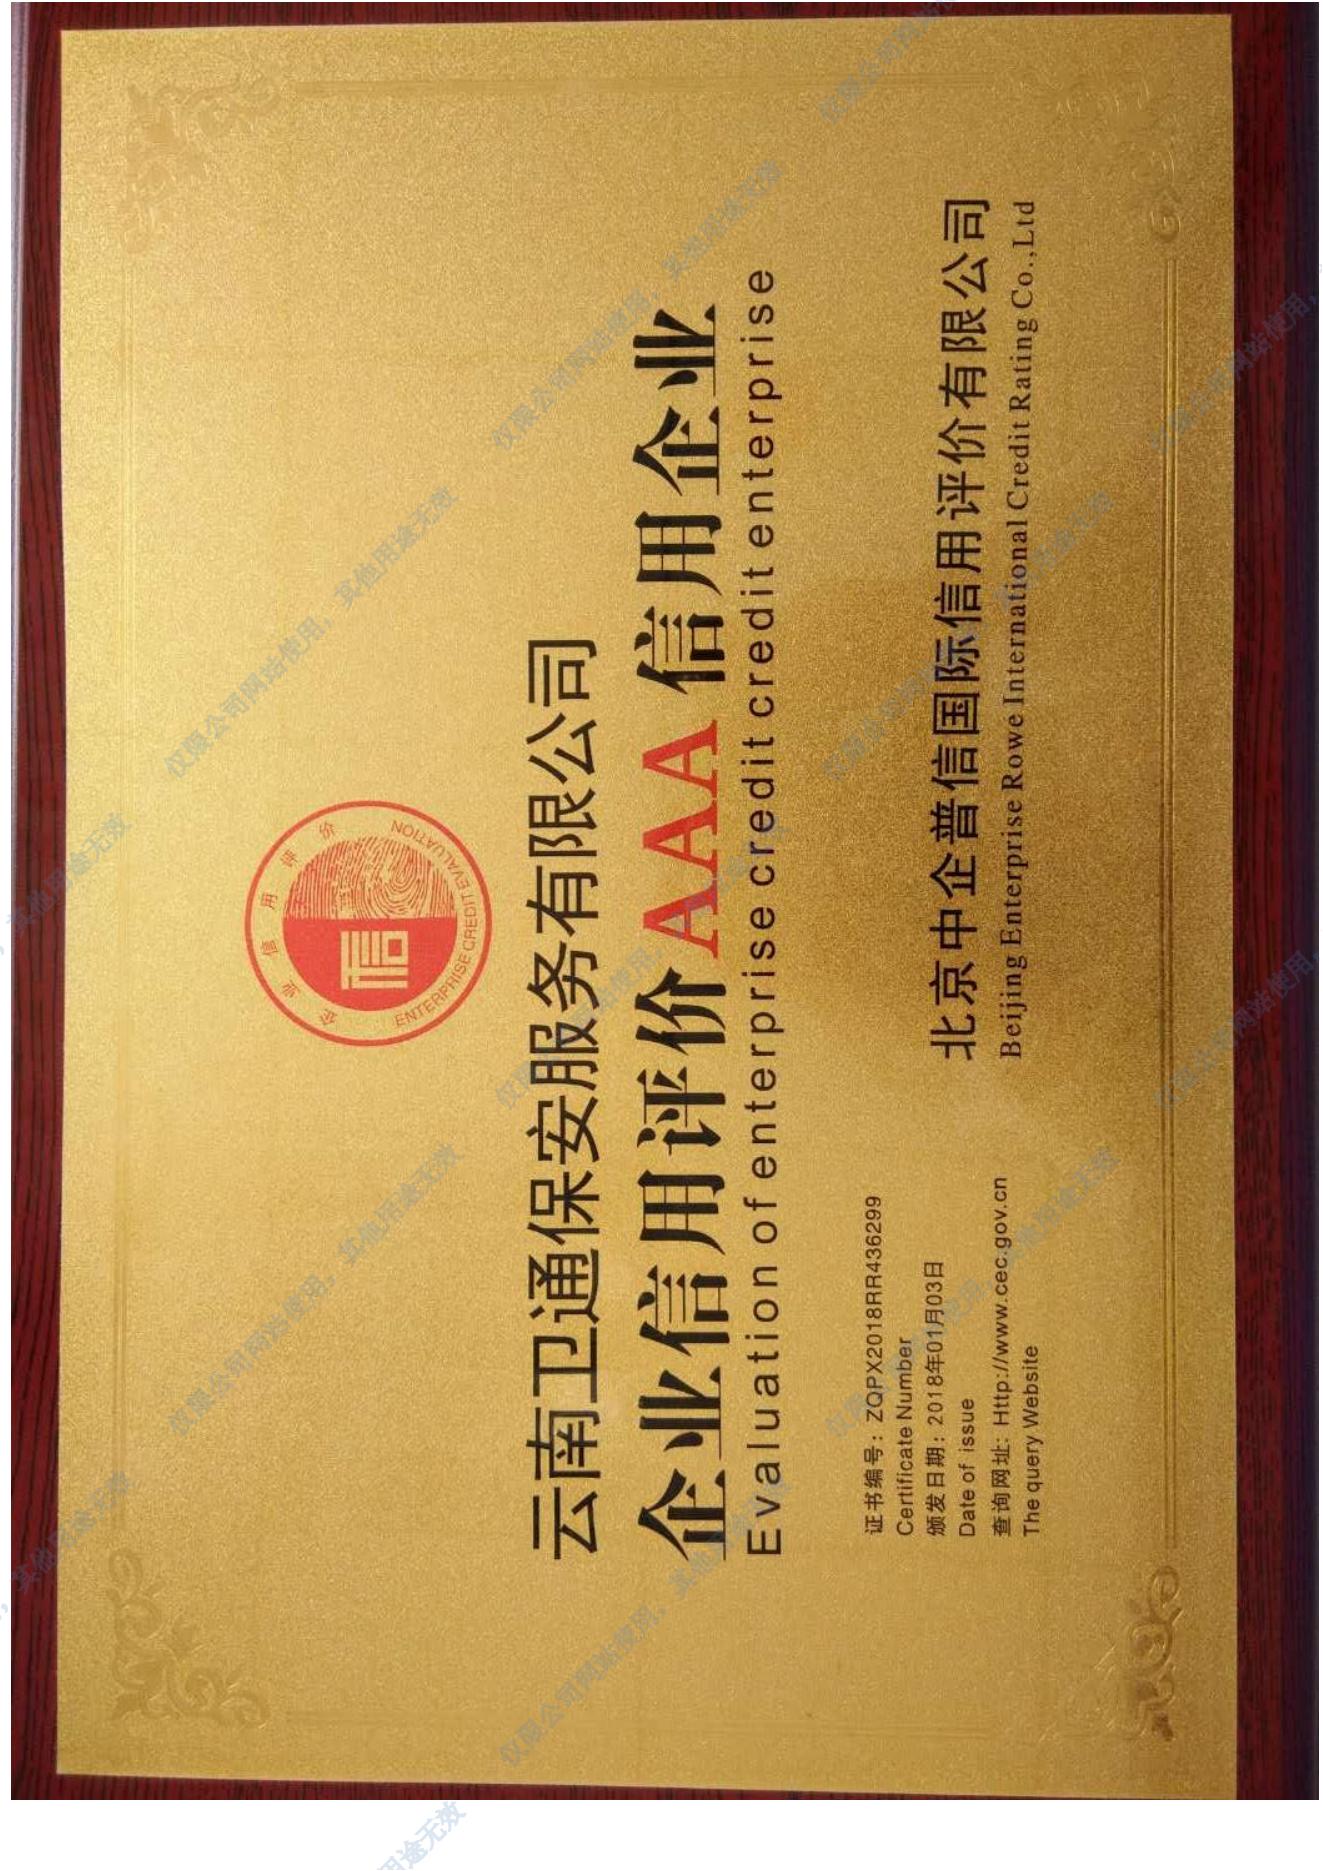 企业信用评价
信
ENTERPRISE CREDIT EVALUATION
云南卫通保安服务有限公司
企业信用评价AAA信用企业
Evaluation of enterprise credit credit enterprise
证书编号：ZQPX2018RR436299
Certificate Number
颁发日期：2018年01月03日
Date of issue
查询网址：Http://www.cec.gov.cn
The query Website
北京中企普信国际信用评价有限公司
Beijing Enterprise Rowe International Credit Rating Co.,Ltd
仅限公司网站使用，其他用途无效